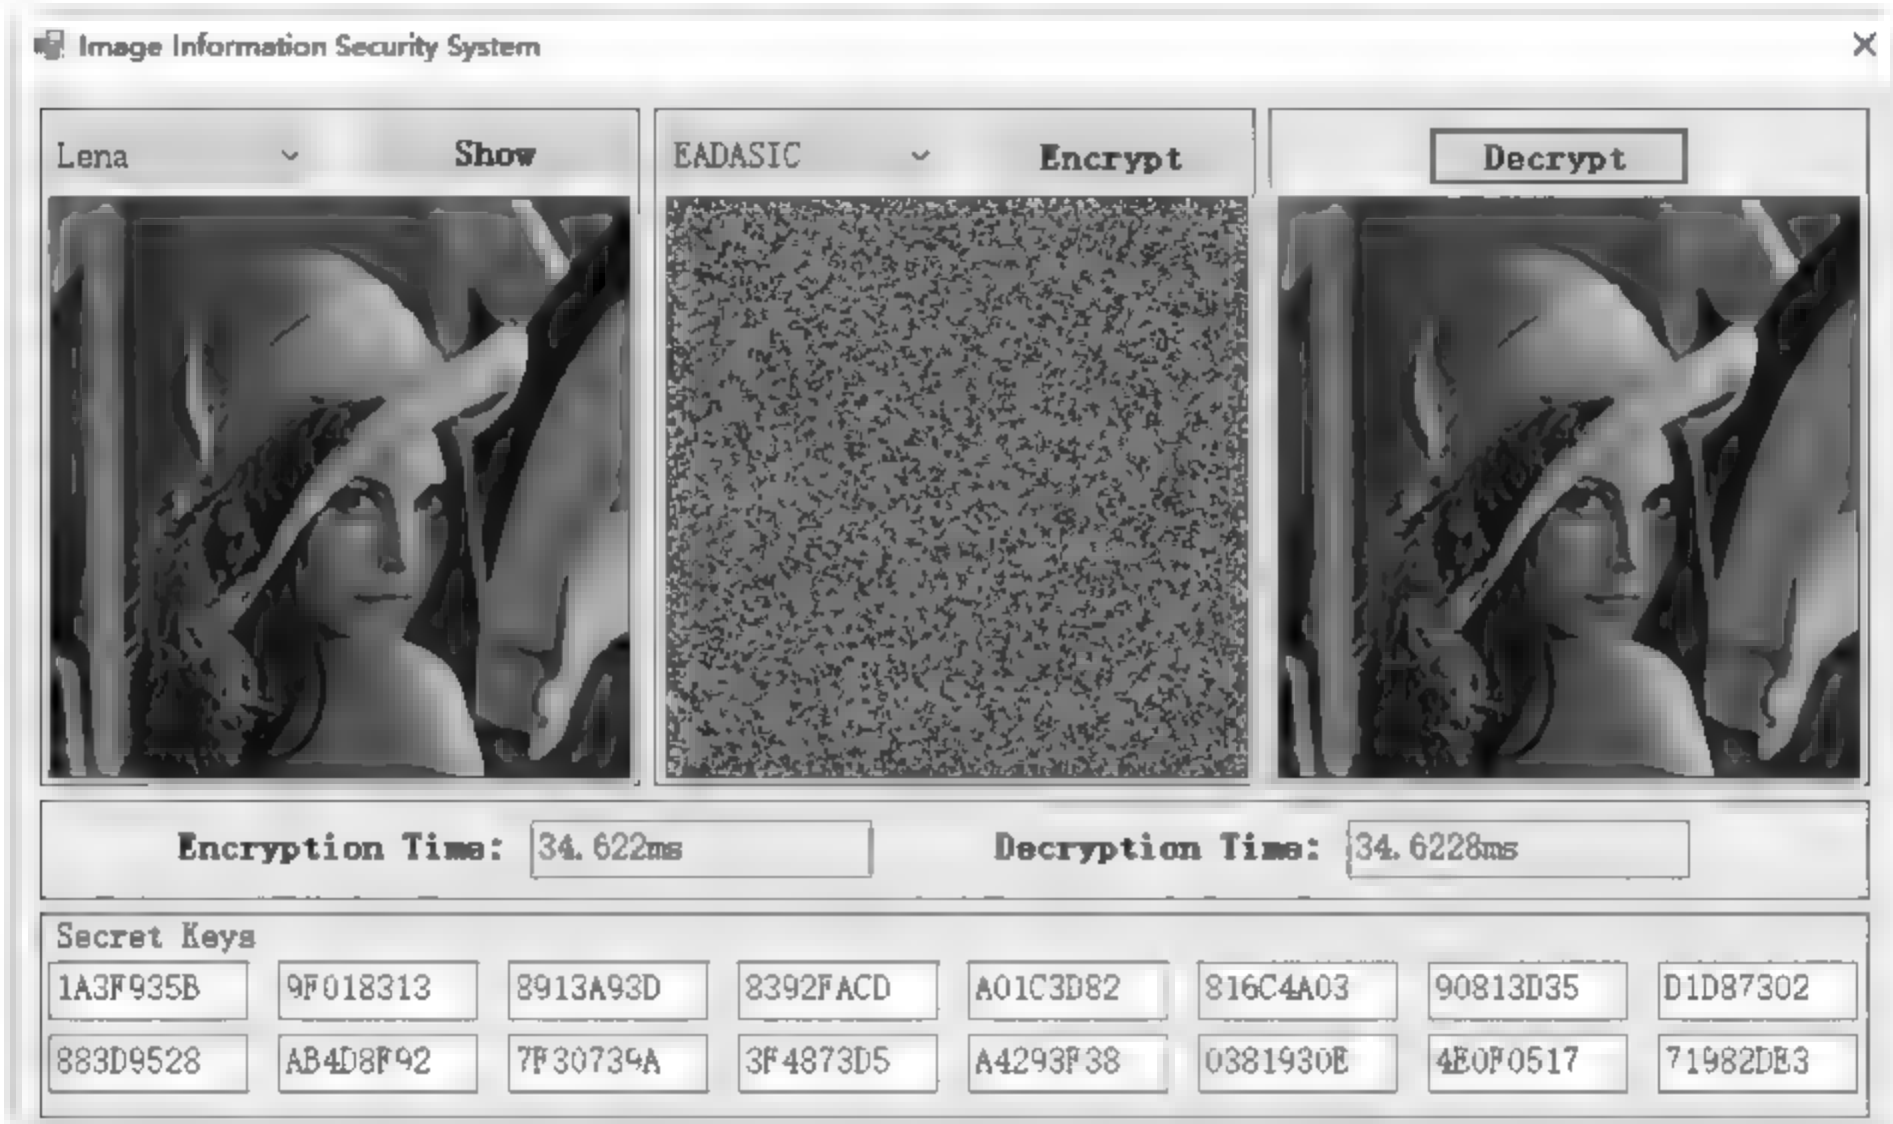 Image Information Security System
Lena Show EADASIC Encrypt Decrypt
Encryption Time: 34.622ms Decryption Time: 34.6228ms
Secret Keys
1A3F935B 9F018313 8913A93D 8392FACD A01C3D82 816C4A03 90813D35 D1D87302
883D9528 AB4D8F92 7F30739A 3F4873D5 A4293F38 0381930E 4E0F0517 71982DE3